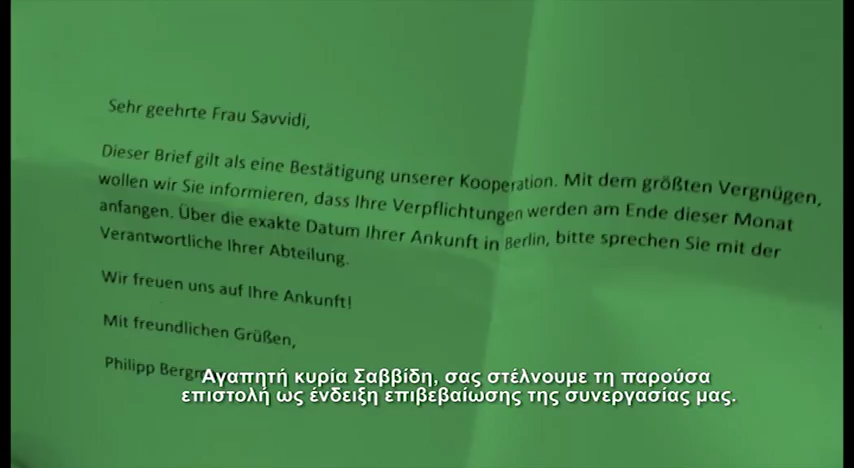 Sehr geehrte Frau Savvidi,
Dieser Brief gilt als eine Bestätigung unserer Kooperation. Mit dem größten Vergnügen,
wollen wir Sie informieren, dass Ihre Verpflichtungen werden am Ende dieser Monat
anfangen. Über die exakte Datum Ihrer Ankunft in Berlin, bitte sprechen Sie mit der
Verantwortliche Ihrer Abteilung.
Wir freuen uns auf Ihre Ankunft!
Mit freundlichen Grüßen,
Philipp
Αγαπητή κυρία Σαββίδη, σας στέλνουμε τη παρούσα
επιστολή ως ένδειξη επιβεβαίωσης της συνεργασίας μας.